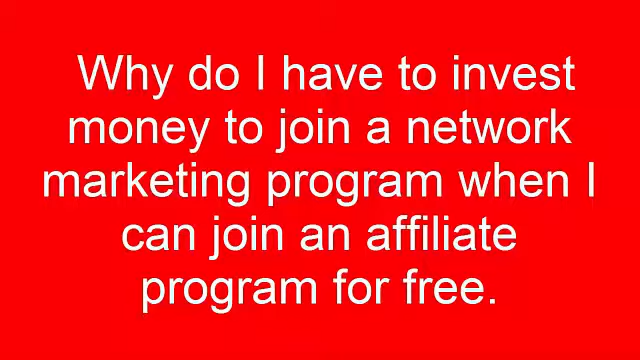 Why do I have to invest
money to join a network
marketing program when I
can join an affiliate
program for free.